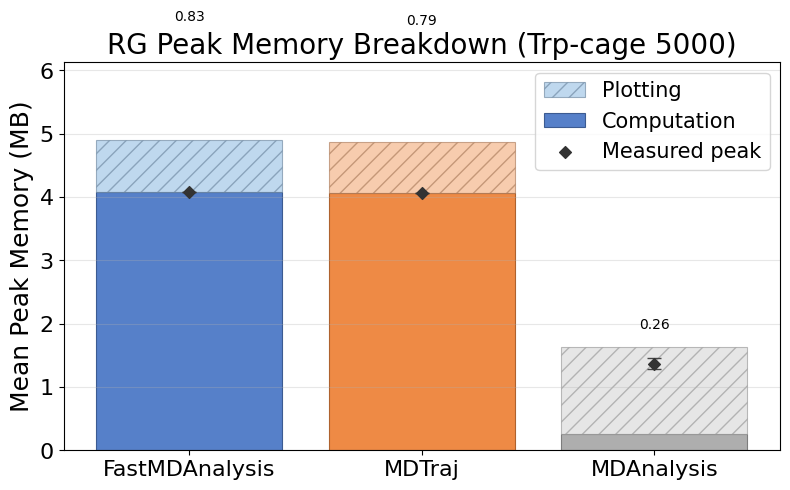 0.83
0.79
RG Peak Memory Breakdown (Trp-cage 5000)
Mean Peak Memory (MB)
6
5
4
3
2
1
0
Plotting
Computation
Measured peak
0.26
FastMDAnalysis
MDTraj
MDAnalysis